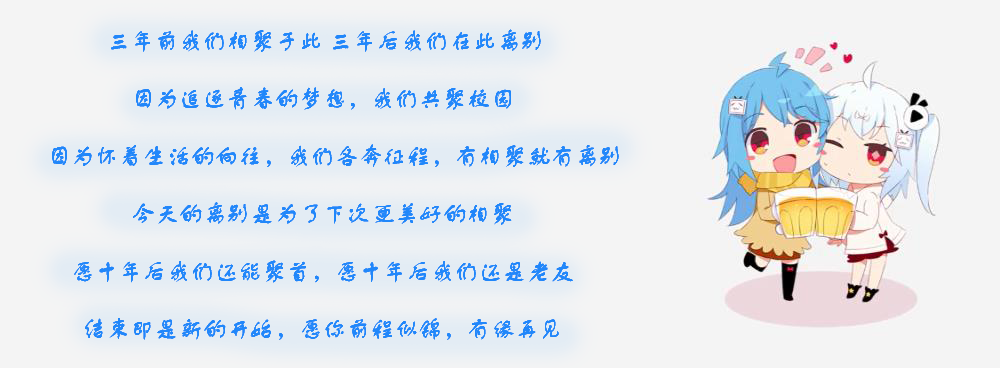 三年前我们相聚于此 三年后我们在此离别
因为追逐青春的梦想，我们共聚校园
因为怀着生活的向往，我们各奔征程，有相聚就有离别
今天的离别是为了下次更美好的相聚
愿十年后我们还能聚首，愿十年后我们还是老友
结束即是新的开始，愿你前程似锦，有缘再见